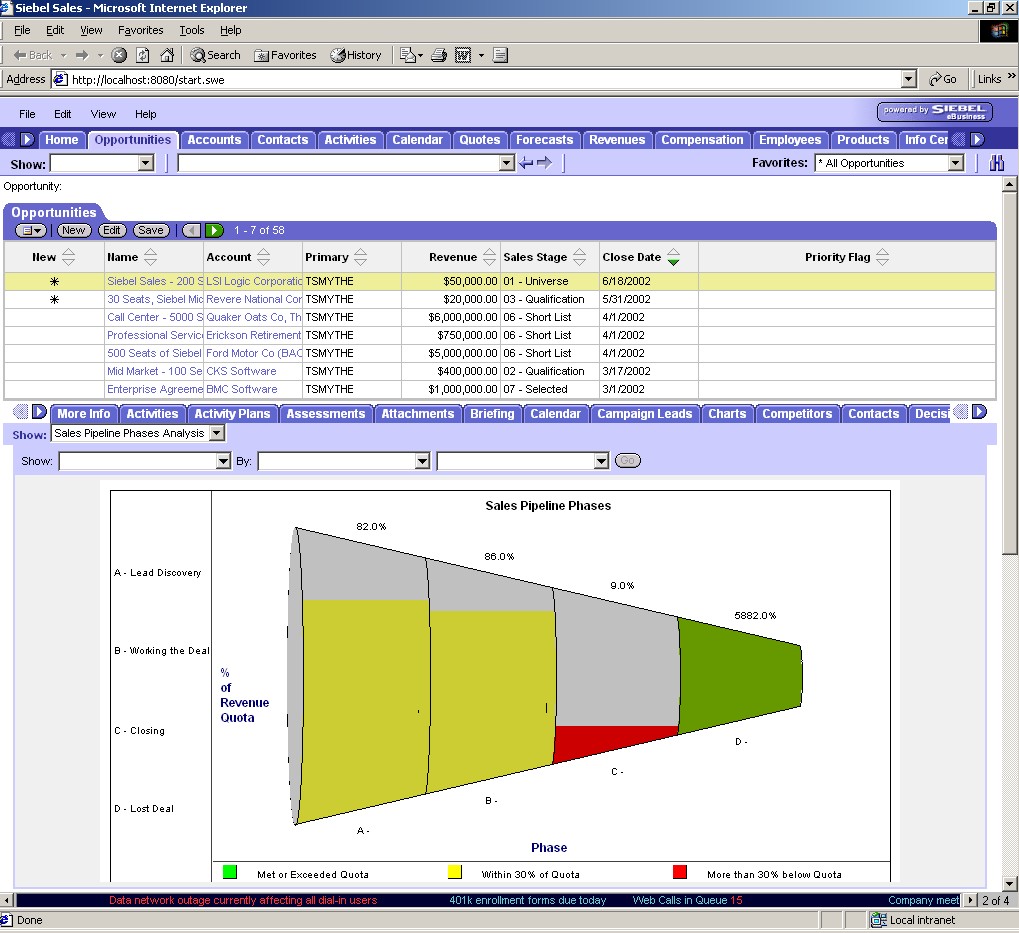 Siebel Sales - Microsoft Internet Explorer
File Edit View Favorites Tools Help
Back Search Favorites History
Address http://localhost:8080/start.swe Go Links »
File Edit View Help powered by SIEBEL eBusiness
Home Opportunities Accounts Contacts Activities Calendar Quotes Forecasts Revenues Compensation Employees Products Info Cer
Show: Favorites: * All Opportunities
Opportunity:
Opportunities
New Edit Save 1 - 7 of 58
New Name Account Primary Revenue Sales Stage Close Date Priority Flag
* Siebel Sales - 200 S LSI Logic Corporatic TSMYTHE $50,000.00 01 - Universe 6/18/2002
* 30 Seats, Siebel Mic Revere National Cor TSMYTHE $20,000.00 03 - Qualification 5/31/2002
Call Center - 5000 S Quaker Oats Co, Th TSMYTHE $6,000,000.00 06 - Short List 4/1/2002
Professional Servic Erickson Retirement TSMYTHE $750,000.00 06 - Short List 4/1/2002
500 Seats of Siebel Ford Motor Co (BAC TSMYTHE $5,000,000.00 06 - Short List 4/1/2002
Mid Market - 100 Se CKS Software TSMYTHE $400,000.00 02 - Qualification 3/17/2002
Enterprise Agreeme BMC Software TSMYTHE $1,000,000.00 07 - Selected 3/1/2002
More Info Activities Activity Plans Assessments Attachments Briefing Calendar Campaign Leads Charts Competitors Contacts Decisi
Show: Sales Pipeline Phases Analysis
Show: By: Go
Sales Pipeline Phases
82.0%
86.0%
9.0%
5882.0%
A - Lead Discovery
B - Working the Deal
C - Closing
D - Lost Deal
%
of
Revenue
Quota
D -
C -
B -
A -
Phase
Met or Exceeded Quota Within 30% of Quota More than 30% below Quota
Data network outage currently affecting all dial-in users 401k enrollment forms due today Web Calls in Queue 15 Company meet 2 of 4
Done Local intranet